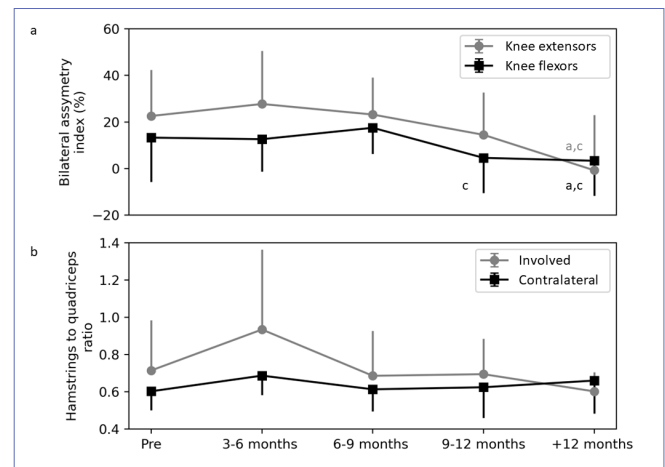 a
60
40
20
0
−20
Bilateral assymetry
index (%)
Knee extensors
Knee flexors
a,c
c
a,c
b
1.4
1.2
1.0
0.8
0.6
0.4
Hamstrings to quadriceps
ratio
Involved
Contralateral
Pre
3-6 months
6-9 months
9-12 months
+12 months